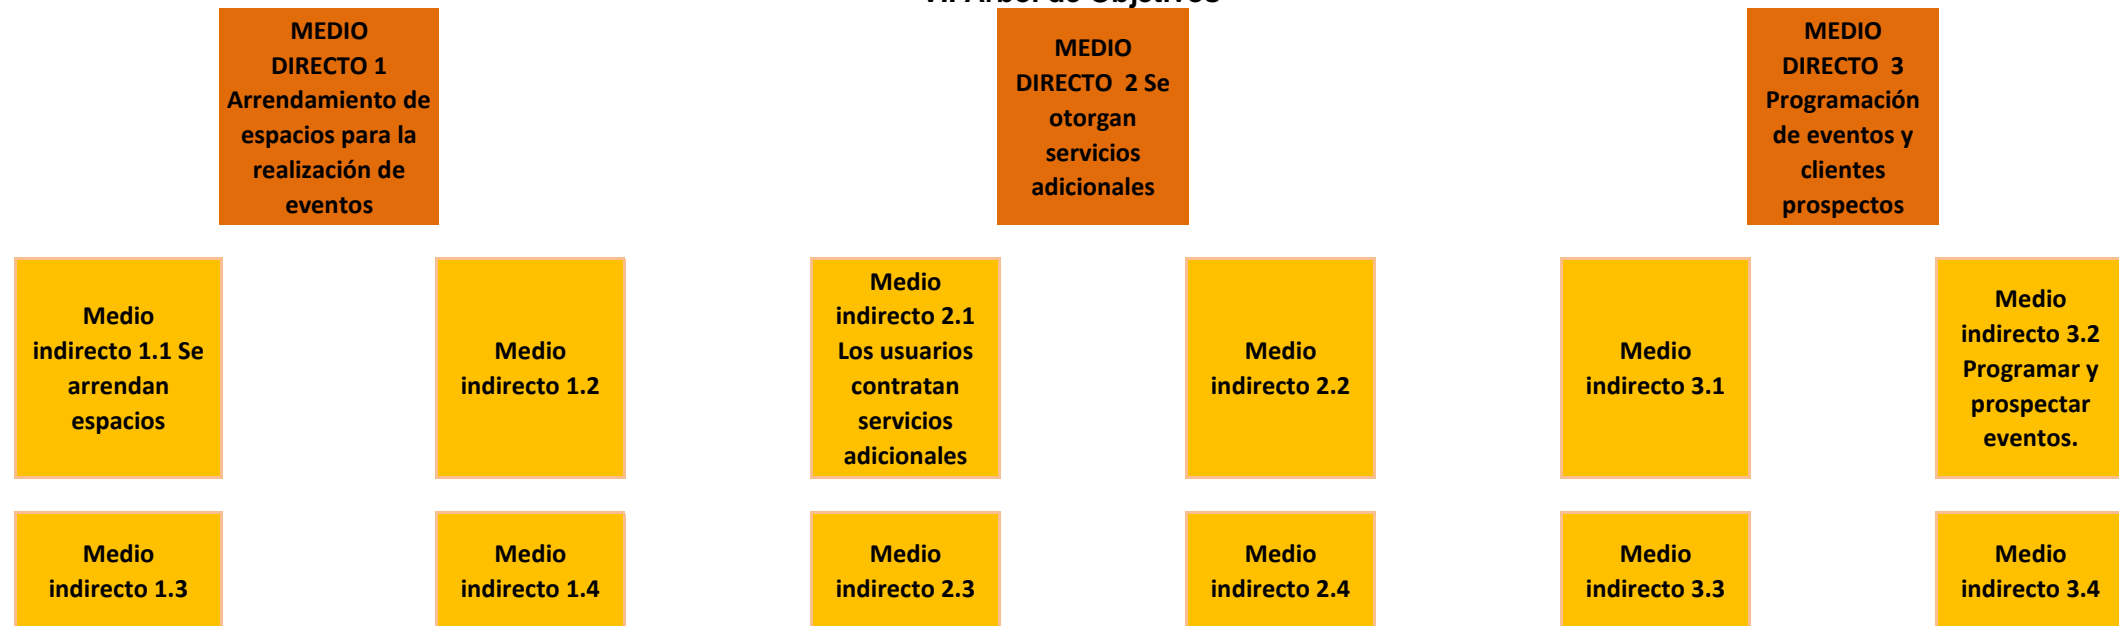 Árbol de Objetivos
MEDIO
DIRECTO 1
Arrendamiento de
espacios para la
realización de
eventos
MEDIO
DIRECTO 2 Se
otorgan
servicios
adicionales
MEDIO
DIRECTO 3
Programación
de eventos y
clientes
prospectos
Medio
indirecto 1.1 Se
arrendan
espacios
Medio
indirecto 1.2
Medio
indirecto 2.1
Los usuarios
contratan
servicios
adicionales
Medio
indirecto 2.2
Medio
indirecto 3.1
Medio
indirecto 3.2
Programar y
prospectar
eventos.
Medio
indirecto 1.3
Medio
indirecto 1.4
Medio
indirecto 2.3
Medio
indirecto 2.4
Medio
indirecto 3.3
Medio
indirecto 3.4